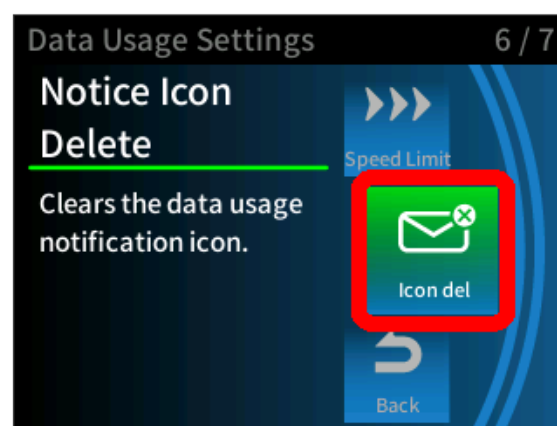 Data Usage Settings 6 / 7
Notice Icon
Delete
Clears the data usage
notification icon.
Speed Limit
Icon del
Back